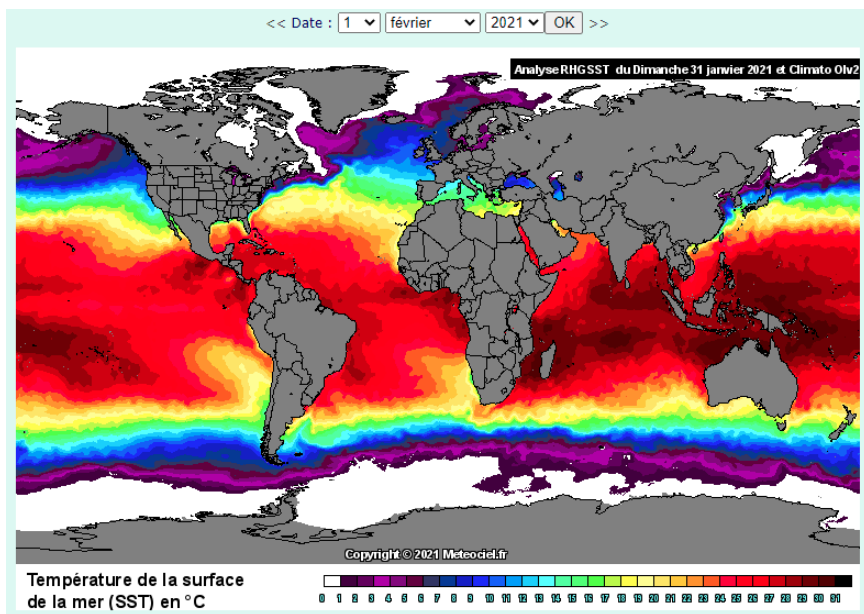 << Date : 1 février 2021 OK >>
Analyse RHGSST du Dimanche 31 janvier 2021 et Climato OIv2
Copyright © 2021 Meteociel.fr
Température de la surface
de la mer (SST) en °C
0 1 2 3 4 5 6 7 8 9 10 11 12 13 14 15 16 17 18 19 20 21 22 23 24 25 26 27 28 29 30 31